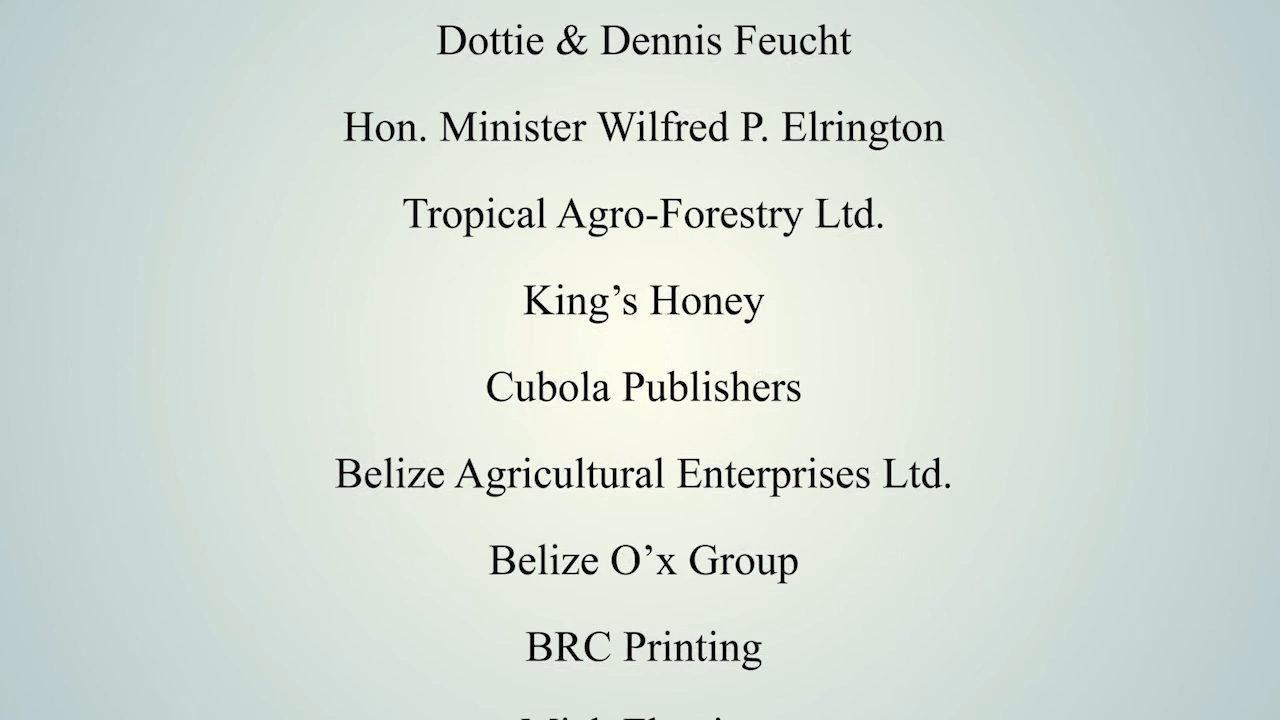 Dottie & Dennis Feucht
Hon. Minister Wilfred P. Elrington
Tropical Agro-Forestry Ltd.
King’s Honey
Cubola Publishers
Belize Agricultural Enterprises Ltd.
Belize O’x Group
BRC Printing